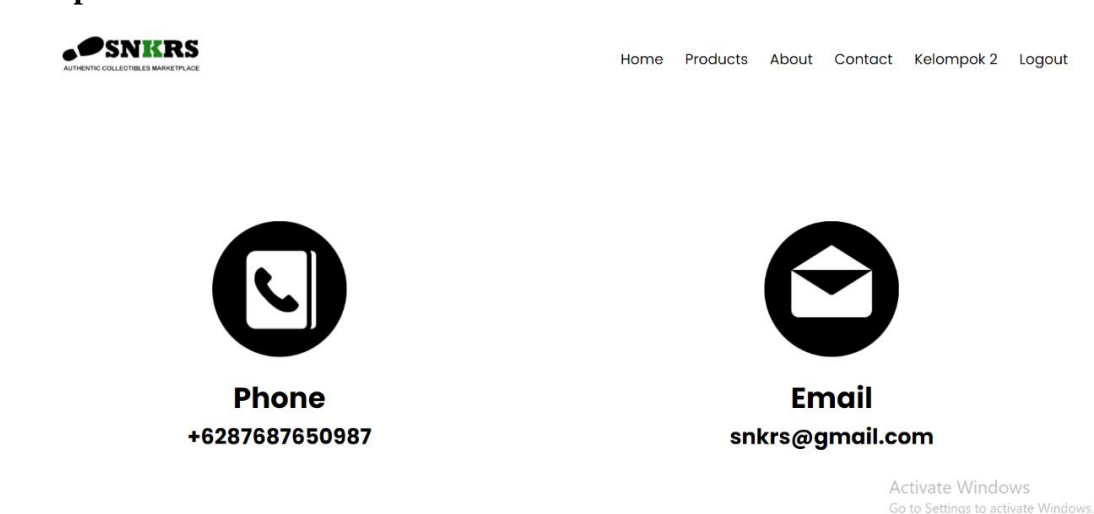 SNKRS
AUTHENTIC COLLECTIBLES MARKETPLACE
Home Products About Contact Kelompok 2 Logout
Phone
+6287687650987
Email
snkrs@gmail.com
Activate Windows
Go to Settings to activate Windows.